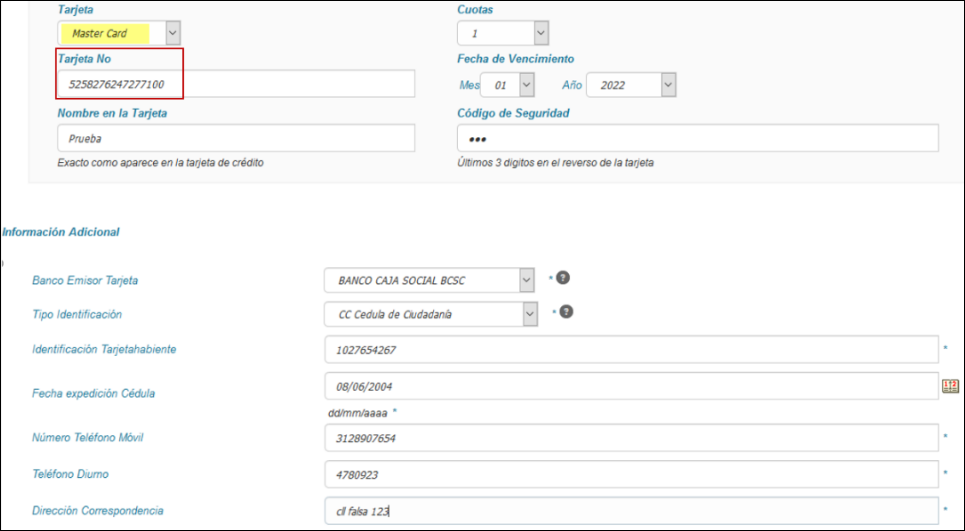 Tarjeta Cuotas
Master Card 1
Tarjeta No Fecha de Vencimiento
5258276247277100 Mes 01 Año 2022
Nombre en la Tarjeta Código de Seguridad
Prueba •••
Exacto como aparece en la tarjeta de crédito Últimos 3 digitos en el reverso de la tarjeta
Información Adicional
Banco Emisor Tarjeta BANCO CAJA SOCIAL BCSC * ?
Tipo Identificación CC Cedula de Ciudadanía * ?
Identificación Tarjetahabiente 1027654267 *
Fecha expedición Cédula 08/06/2004
dd/mm/aaaa *
Número Teléfono Móvil 3128907654 *
Teléfono Diurno 4780923 *
Dirección Correspondencia cll falsa 123 *